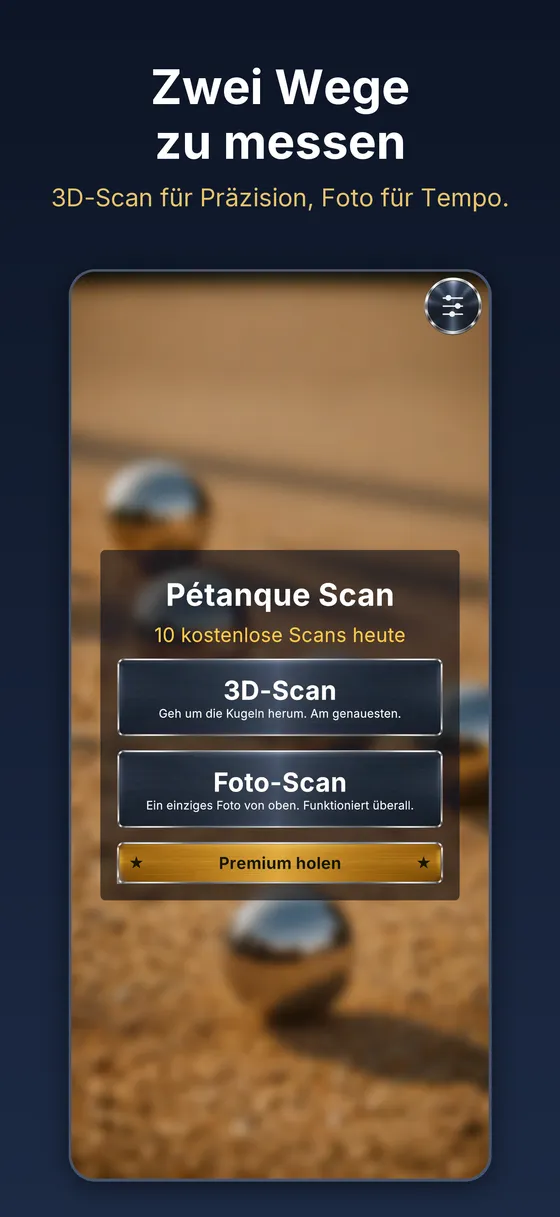 Zwei Wege
zu messen
3D-Scan für Präzision, Foto für Tempo.
Pétanque Scan
10 kostenlose Scans heute
3D-Scan
Geh um die Kugeln herum. Am genauesten.
Foto-Scan
Ein einziges Foto von oben. Funktioniert überall.
★ Premium holen ★